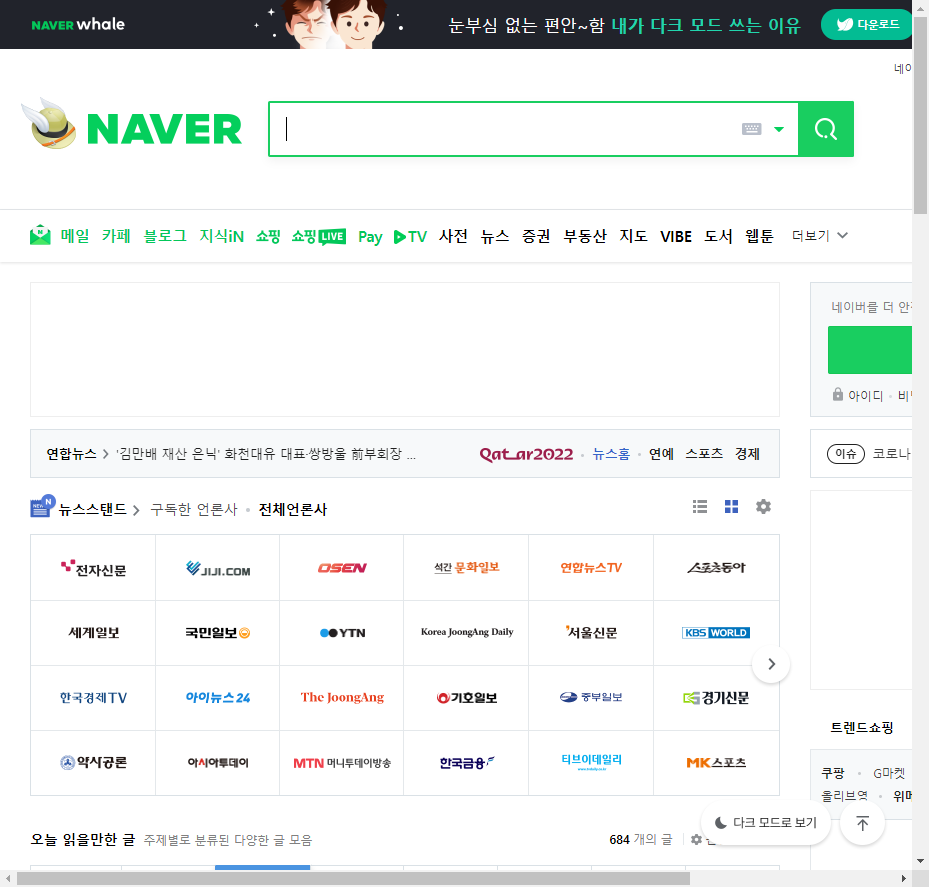 NAVER whale
눈부심 없는 편안~함 내가 다크 모드 쓰는 이유
다운로드
네이
NAVER
메일 카페 블로그 지식iN 쇼핑 쇼핑LIVE Pay TV 사전 뉴스 증권 부동산 지도 VIBE 도서 웹툰 더보기
네이버를 더 안
아이디 · 비
연합뉴스 > '김만배 재산 은닉' 화천대유 대표·쌍방울 前부회장 ...
Qatar2022 · 뉴스홈 · 연예 스포츠 경제
이슈 코로나
NEWS N 뉴스스탠드 > 구독한 언론사 · 전체언론사
전자신문 JIJI.COM OSEN 석간 문화일보 연합뉴스TV 스포츠동아
세계일보 국민일보 YTN Korea JoongAng Daily 서울신문 KBS WORLD
한국경제TV 아이뉴스24 The JoongAng 기호일보 중부일보 경기신문
약사공론 아시아투데이 MTN 머니투데이방송 한국금융 티브이데일리 MK스포츠
트렌드쇼핑
쿠팡 · G마켓
올리브영 · 위메
다크 모드로 보기
오늘 읽을만한 글 주제별로 분류된 다양한 글 모음
684 개의 글